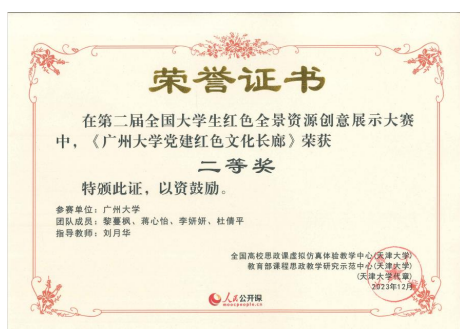 荣誉证书
在第二届全国大学生红色全景资源创意展示大赛
中，《广州大学党建红色文化长廊》荣获
二等奖
特颁此证，以资鼓励。
参赛单位：广州大学
团队成员：黎蔓枫、蒋心怡、李妍妍、杜倩平
指导教师：刘月华
全国高校思政课虚拟仿真体验教学中心(天津大学)
教育部课程思政教学研究示范中心(天津大学)
(天津大学代章)
2023年12月
人民公开课
moocpeople.cn